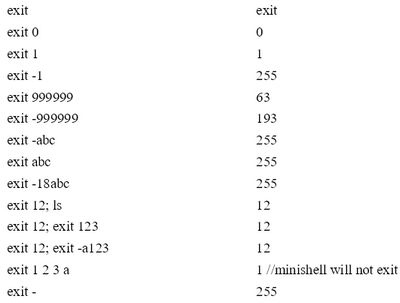 exit exit
exit 0 0
exit 1 1
exit -1 255
exit 999999 63
exit -999999 193
exit -abc 255
exit abc 255
exit -18abc 255
exit 12; ls 12
exit 12; exit 123 12
exit 12; exit -a123 12
exit 1 2 3 a 1 //minishell will not exit
exit - 255